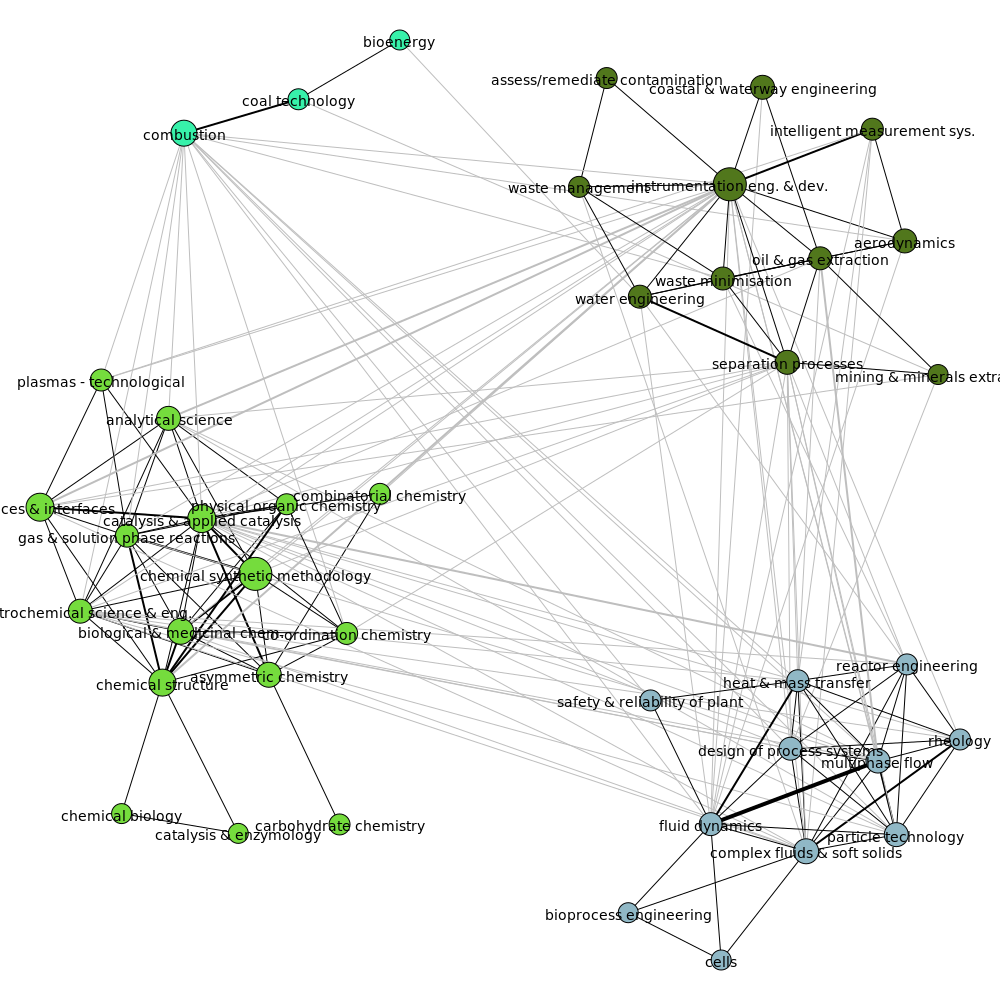 bioenergy
assess/remediate contamination
coastal & waterway engineering
coal technology
combustion
intelligent measurement sys.
waste management
instrumentation eng. & dev.
aerodynamics
oil & gas extraction
waste minimisation
water engineering
separation processes
mining & minerals extra
plasmas - technological
analytical science
combinatorial chemistry
physical organic chemistry
ces & interfaces
catalysis & applied catalysis
gas & solution phase reactions
chemical synthetic methodology
trochemical science & eng.
biological & medicinal chem.
co-ordination chemistry
asymmetric chemistry
chemical structure
reactor engineering
heat & mass transfer
safety & reliability of plant
rheology
design of process systems
multiphase flow
chemical biology
catalysis & enzymology
carbohydrate chemistry
fluid dynamics
particle technology
complex fluids & soft solids
bioprocess engineering
cells